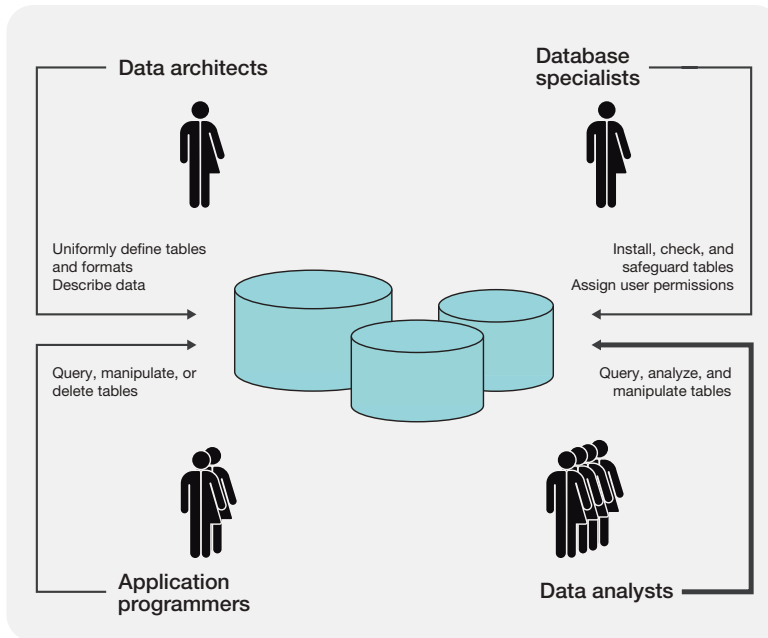 Data architects
Database
specialists
Uniformly define tables
and formats
Describe data
Install, check, and
safeguard tables
Assign user permissions
Query, manipulate, or
delete tables
Query, analyze, and
manipulate tables
Application
programmers
Data analysts